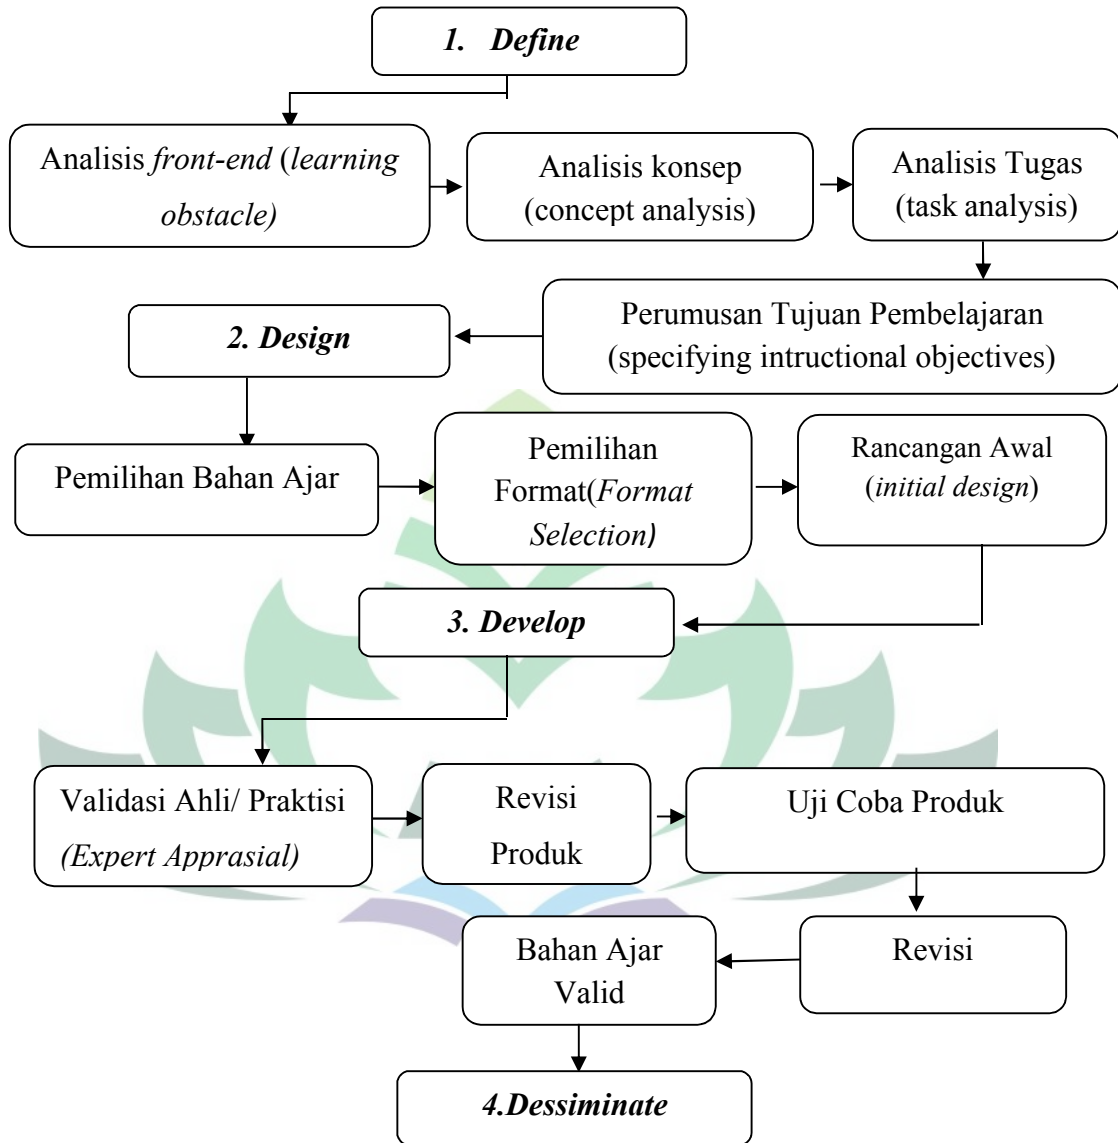 1. Define
Analisis front-end (learning
obstacle)
Analisis konsep
(concept analysis)
Analisis Tugas
(task analysis)
Perumusan Tujuan Pembelajaran
(specifying intructional objectives)
2. Design
Pemilihan Bahan Ajar
Pemilihan
Format(Format
Selection)
Rancangan Awal
(initial design)
3. Develop
Validasi Ahli/ Praktisi
(Expert Apprasial)
Revisi
Produk
Uji Coba Produk
Revisi
Bahan Ajar
Valid
4.Dessiminate